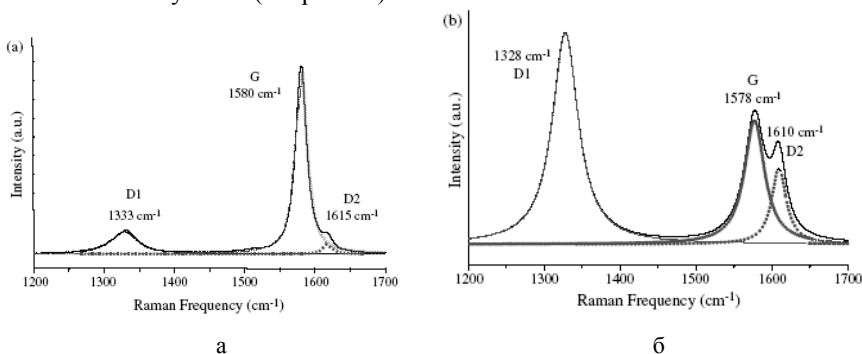 (a)
G
1580 cm-1
D1
1333 cm-1
D2
1615 cm-1
Intensity (a.u.)
1200 1300 1400 1500 1600 1700
Raman Frequency (cm-1)
а
(b)
1328 cm-1
D1
G
1578 cm-1
1610 cm-1
D2
Intensity (a.u.)
1200 1300 1400 1500 1600 1700
Raman Frequency (cm-1)
б